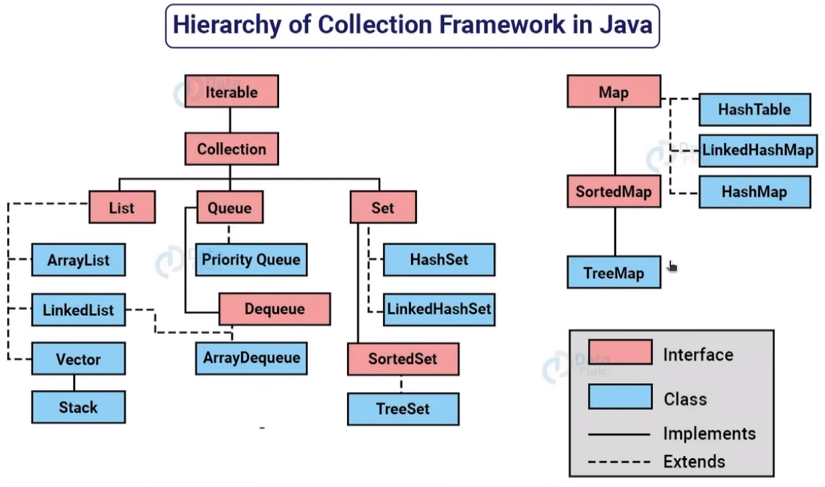 Hierarchy of Collection Framework in Java
Iterable
Collection
List
Queue
Set
ArrayList
Priority Queue
HashSet
LinkedList
Dequeue
LinkedHashSet
Vector
ArrayDequeue
SortedSet
Stack
TreeSet
Map
HashTable
LinkedHashMap
SortedMap
HashMap
TreeMap
Interface
Class
Implements
Extends